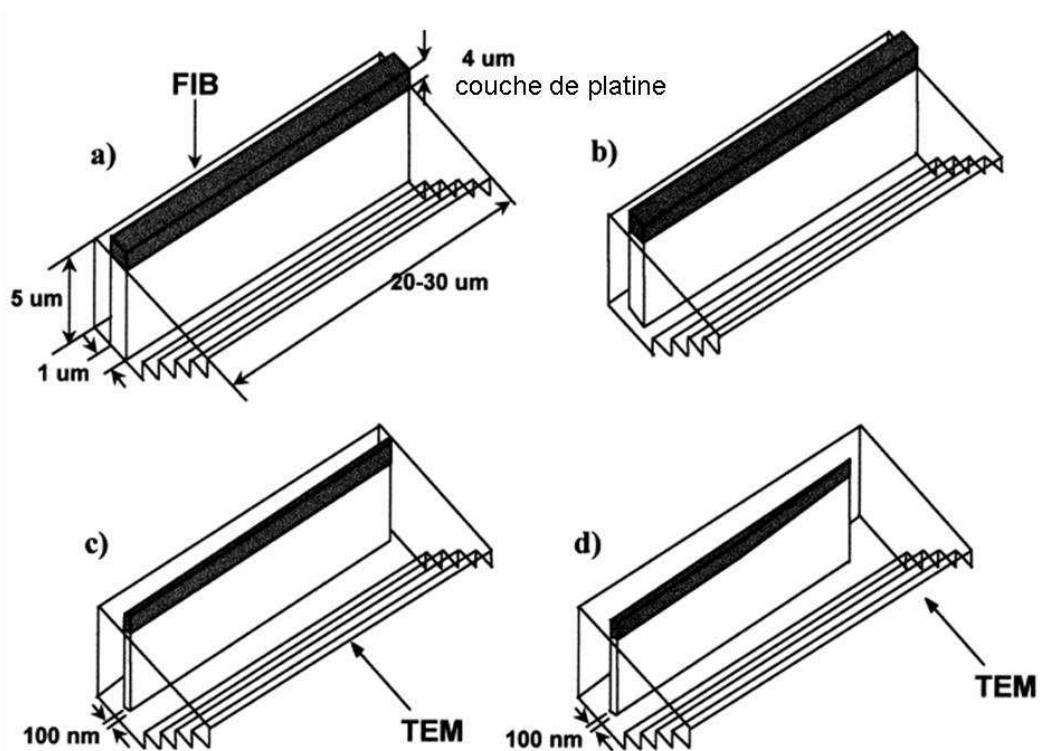 4 um
couche de platine
FIB
a)
b)
5 um
20-30 um
1 um
c)
d)
TEM
TEM
100 nm
100 nm